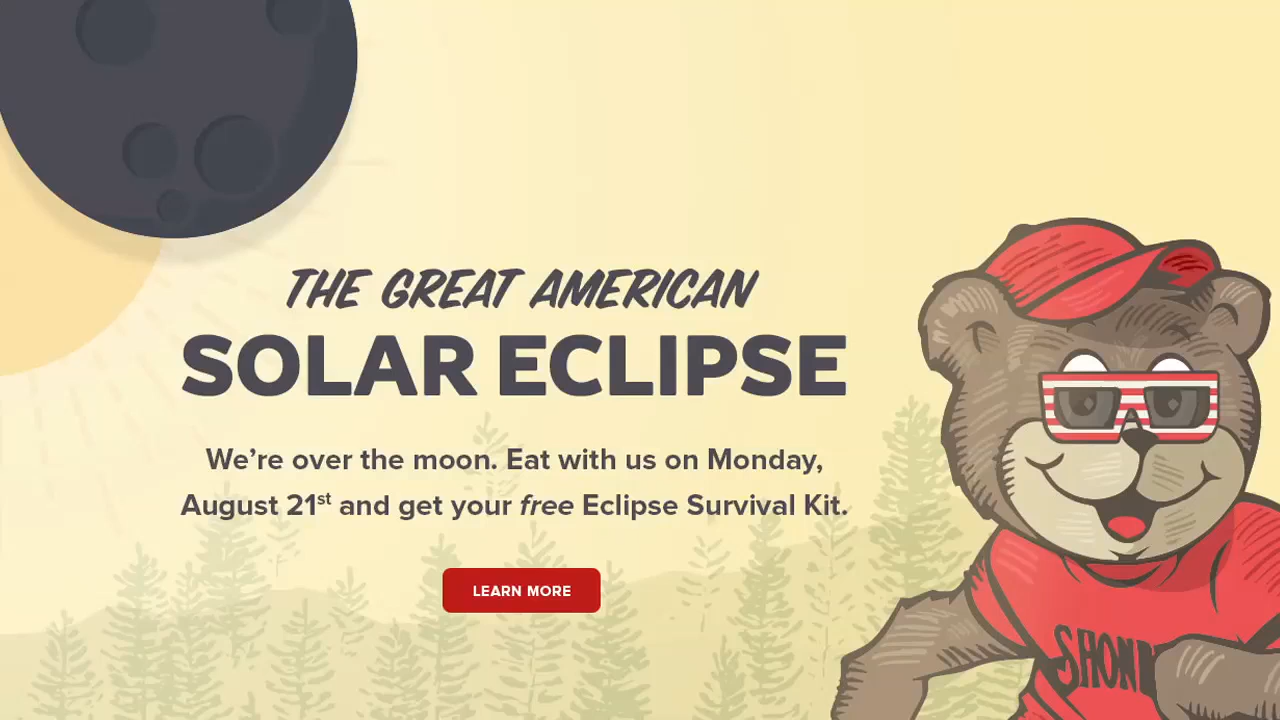 THE GREAT AMERICAN
SOLAR ECLIPSE
We’re over the moon. Eat with us on Monday,
August 21st and get your free Eclipse Survival Kit.
LEARN MORE